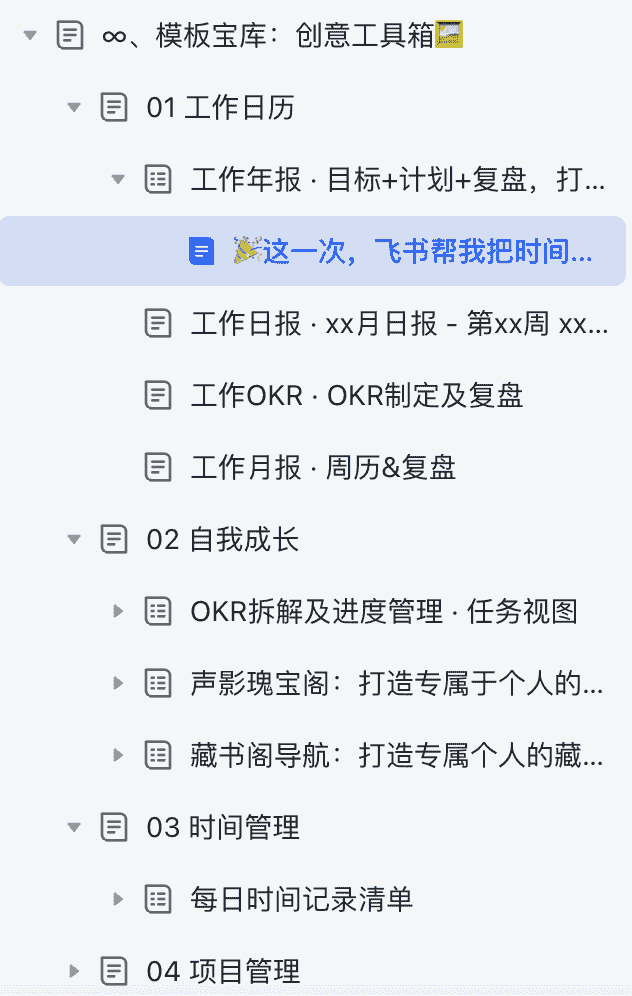 ∞、模板宝库：创意工具箱
01 工作日历
工作年报 · 目标+计划+复盘，打...
🎉这一次，飞书帮我把时间...
工作日报 · xx月日报 - 第xx周 xx...
工作OKR · OKR制定及复盘
工作月报 · 周历&复盘
02 自我成长
OKR拆解及进度管理 · 任务视图
声影瑰宝阁：打造专属于个人的...
藏书阁导航：打造专属个人的藏...
03 时间管理
每日时间记录清单
04 项目管理